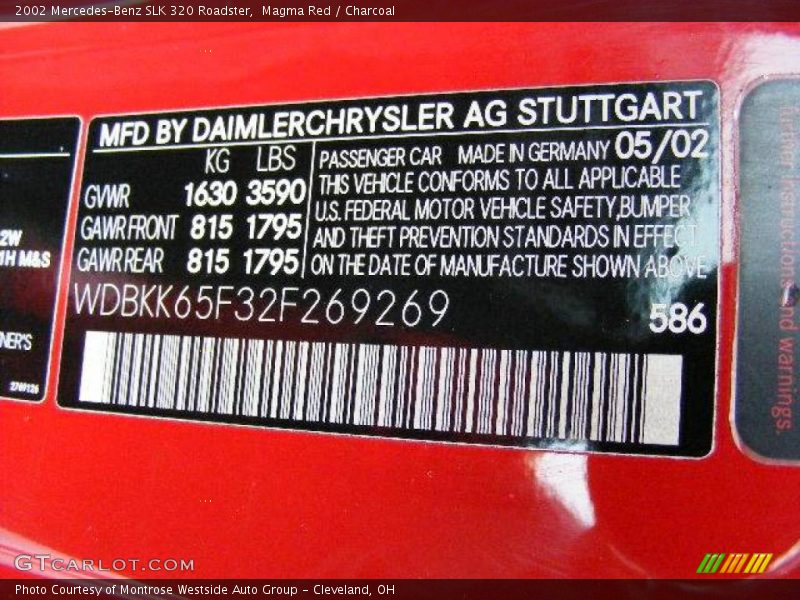 2002 Mercedes-Benz SLK 320 Roadster,  Magma Red / Charcoal
MFD BY DAIMLERCHRYSLER AG STUTTGART
KG LBS
GVWR 1630 3590
GAWR FRONT 815 1795
GAWR REAR 815 1795
PASSENGER CAR MADE IN GERMANY 05/02
THIS VEHICLE CONFORMS TO ALL APPLICABLE
U.S. FEDERAL MOTOR VEHICLE SAFETY,BUMPER
AND THEFT PREVENTION STANDARDS IN EFFECT
ON THE DATE OF MANUFACTURE SHOWN ABOVE
WDBKK65F32F269269
586
2W
1H M&S
NER'S
and warnings.
GTCARLOT.COM
Photo Courtesy of Montrose Westside Auto Group - Cleveland, OH